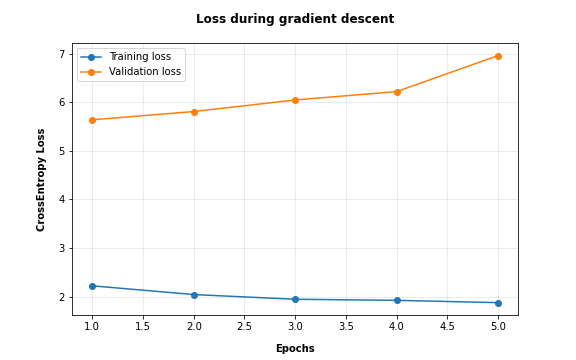 Loss during gradient descent
Training loss
Validation loss
7
6
5
4
3
2
CrossEntropy Loss
1.0 1.5 2.0 2.5 3.0 3.5 4.0 4.5 5.0
Epochs